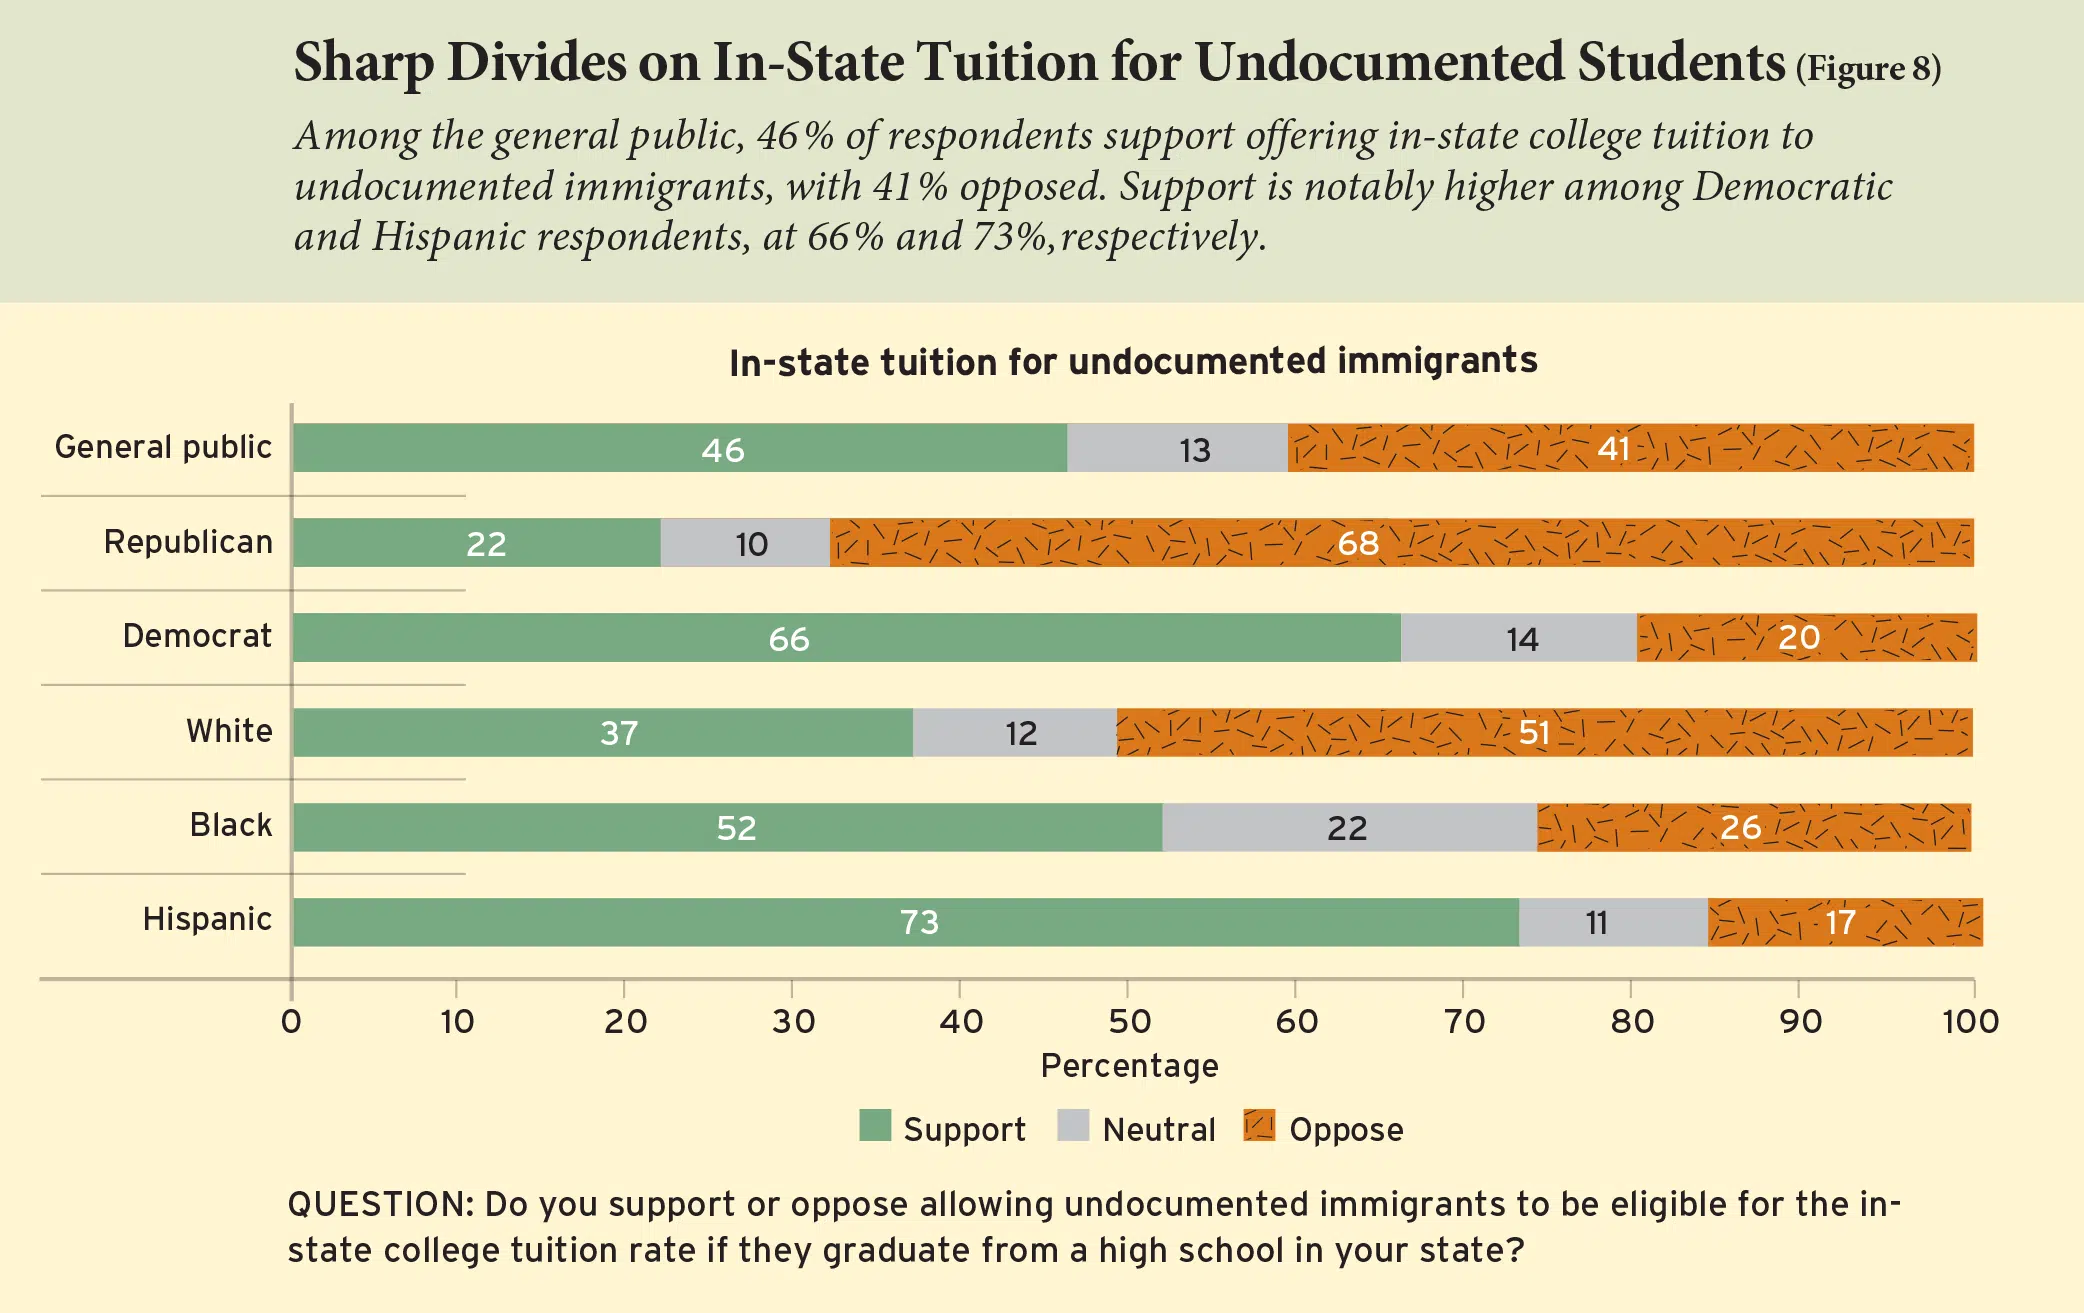 Sharp Divides on In-State Tuition for Undocumented Students (Figure 8)
Among the general public, 46% of respondents support offering in-state college tuition to
undocumented immigrants, with 41% opposed. Support is notably higher among Democratic
and Hispanic respondents, at 66% and 73%, respectively.
In-state tuition for undocumented immigrants
General public 46 13 41
Republican 22 10 68
Democrat 66 14 20
White 37 12 51
Black 52 22 26
Hispanic 73 11 17
0 10 20 30 40 50 60 70 80 90 100
Percentage
Support Neutral Oppose
QUESTION: Do you support or oppose allowing undocumented immigrants to be eligible for the in-
state college tuition rate if they graduate from a high school in your state?